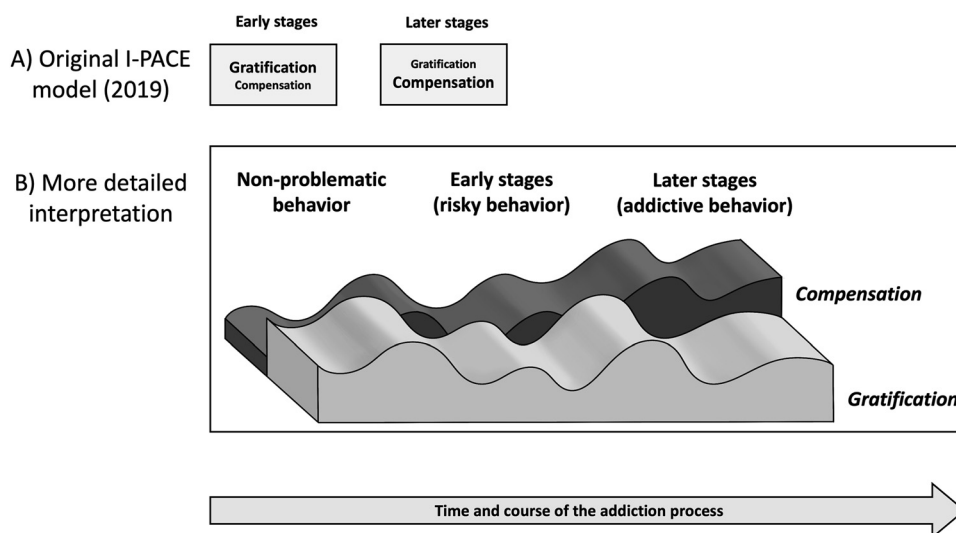 Early stages
Later stages
A) Original I-PACE
model (2019)
Gratification
Compensation
Gratification
Compensation
B) More detailed
interpretation
Non-problematic
behavior
Early stages
(risky behavior)
Later stages
(addictive behavior)
Compensation
Gratification
Time and course of the addiction process